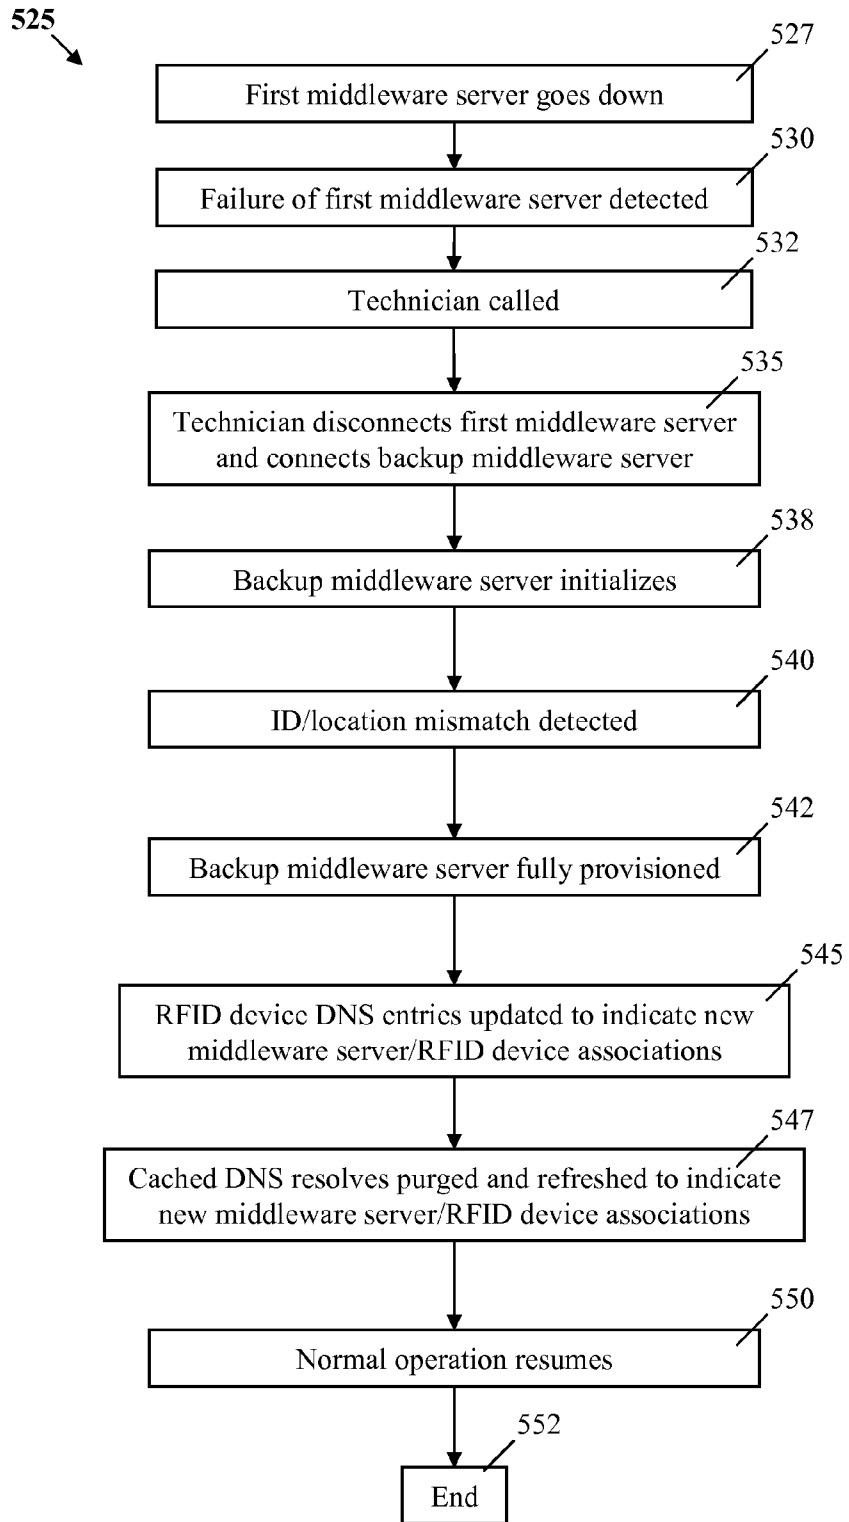 525
527
First middleware server goes down
530
Failure of first middleware server detected
532
Technician called
535
Technician disconnects first middleware server
and connects backup middleware server
538
Backup middleware server initializes
540
ID/location mismatch detected
542
Backup middleware server fully provisioned
545
RFID device DNS entries updated to indicate new
middleware server/RFID device associations
547
Cached DNS resolves purged and refreshed to indicate
new middleware server/RFID device associations
550
Normal operation resumes
552
End